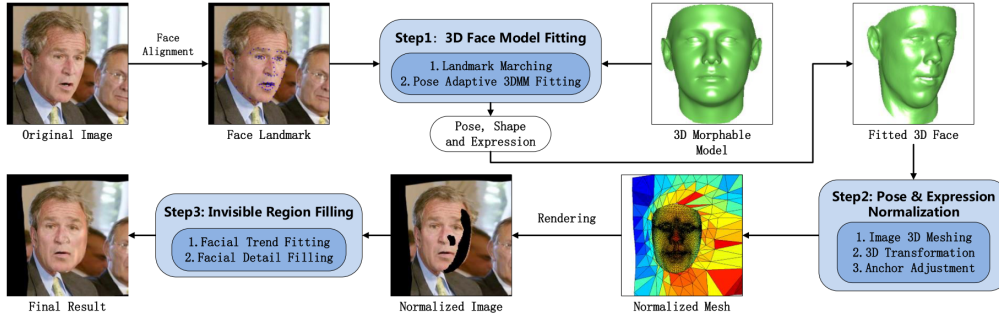 Face
Alignment
Step1: 3D Face Model Fitting
1. Landmark Marching
2. Pose Adaptive 3DMM Fitting
Original Image
Face Landmark
Pose, Shape
and Expression
3D Morphable
Model
Fitted 3D Face
Step2: Pose & Expression
Normalization
1. Image 3D Meshing
2. 3D Transformation
3. Anchor Adjustment
Step3: Invisible Region Filling
1. Facial Trend Fitting
2. Facial Detail Filling
Rendering
Final Result
Normalized Image
Normalized Mesh